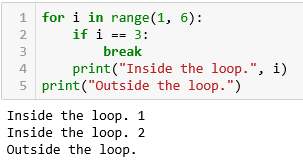 1 for i in range(1, 6):
2     if i == 3:
3         break
4     print("Inside the loop.", i)
5 print("Outside the loop.")
Inside the loop. 1
Inside the loop. 2
Outside the loop.